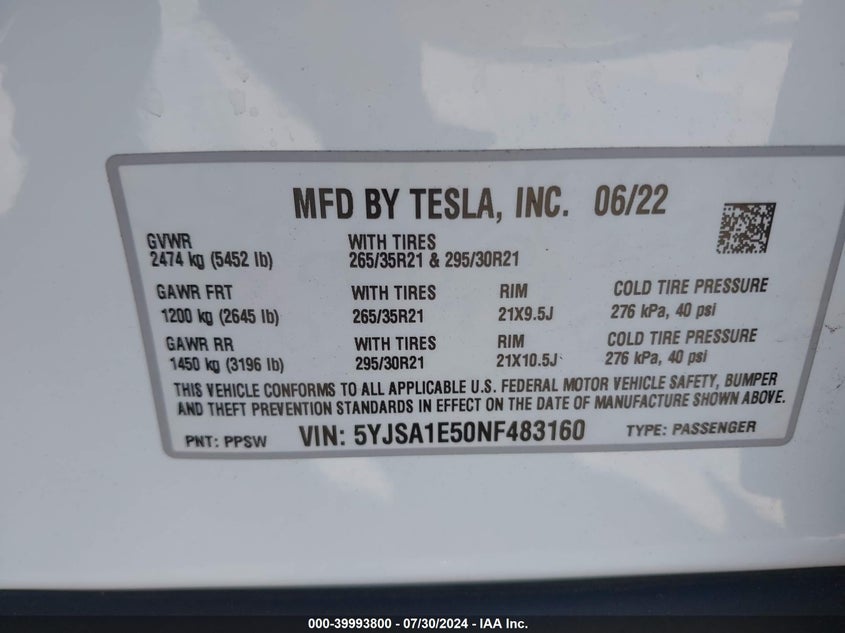 MFD BY TESLA, INC. 06/22
GVWR WITH TIRES
2474 kg (5452 lb) 265/35R21 & 295/30R21
GAWR FRT WITH TIRES RIM COLD TIRE PRESSURE
1200 kg (2645 lb) 265/35R21 21X9.5J 276 kPa, 40 psi
GAWR RR WITH TIRES RIM COLD TIRE PRESSURE
1450 kg (3196 lb) 295/30R21 21X10.5J 276 kPa, 40 psi
THIS VEHICLE CONFORMS TO ALL APPLICABLE U.S. FEDERAL MOTOR VEHICLE SAFETY, BUMPER
AND THEFT PREVENTION STANDARDS IN EFFECT ON THE DATE OF MANUFACTURE SHOWN ABOVE.
PNT: PPSW VIN: 5YJSA1E50NF483160 TYPE: PASSENGER
000-39993800 - 07/30/2024 - IAA Inc.